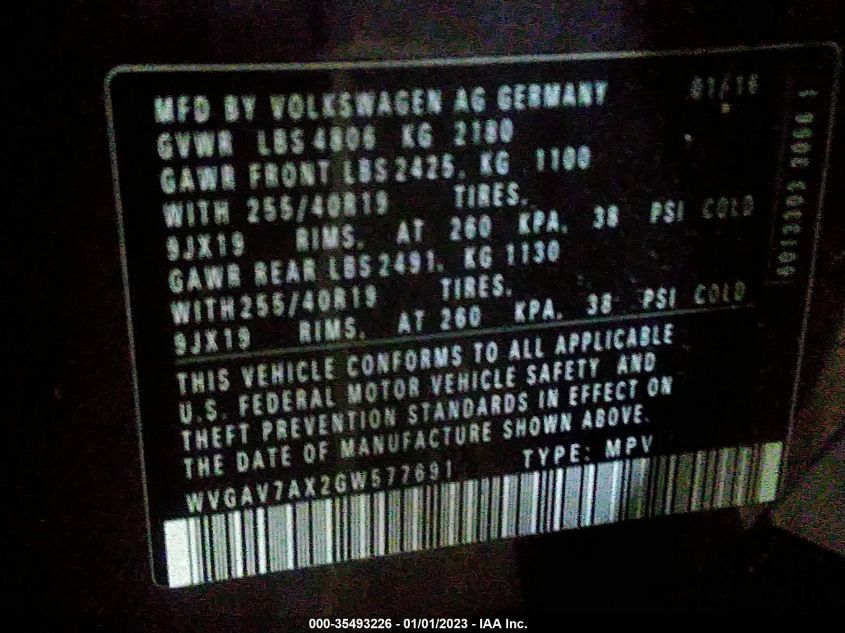 MFD BY VOLKSWAGEN AG GERMANY 01/16
GVWR LBS 4806 KG 2180
GAWR FRONT LBS 2425. KG 1100
WITH 255/40R19 TIRES.
9JX19 RIMS. AT 260 KPA. 38 PSI COLD
GAWR REAR LBS 2491. KG 1130
WITH 255/40R19 TIRES.
9JX19 RIMS. AT 260 KPA. 38 PSI COLD
THIS VEHICLE CONFORMS TO ALL APPLICABLE
U.S. FEDERAL MOTOR VEHICLE SAFETY AND
THEFT PREVENTION STANDARDS IN EFFECT ON
THE DATE OF MANUFACTURE SHOWN ABOVE.
WVGAV7AX2GW577691 TYPE: MPV
000-35493226 - 01/01/2023 - IAA Inc.